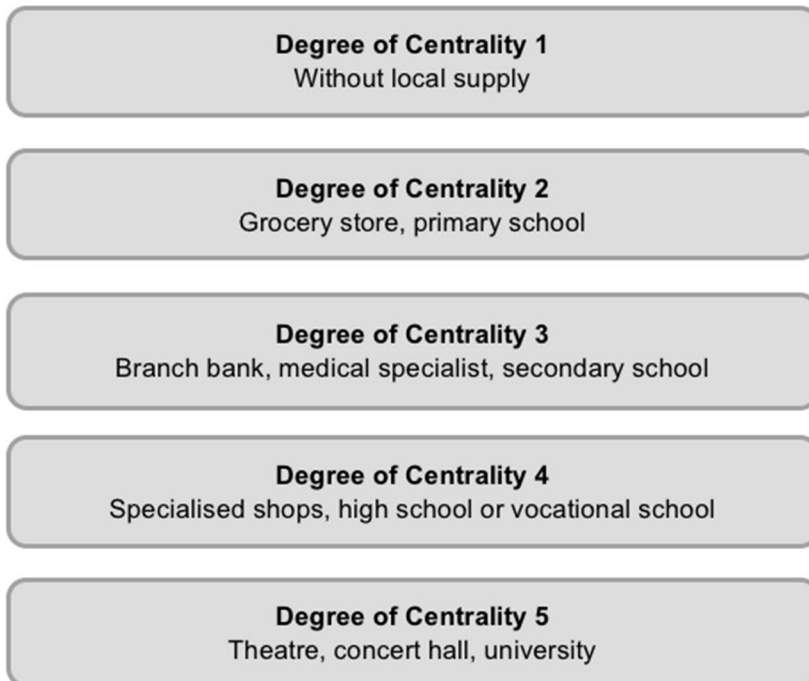 Degree of Centrality 1
Without local supply
Degree of Centrality 2
Grocery store, primary school
Degree of Centrality 3
Branch bank, medical specialist, secondary school
Degree of Centrality 4
Specialised shops, high school or vocational school
Degree of Centrality 5
Theatre, concert hall, university